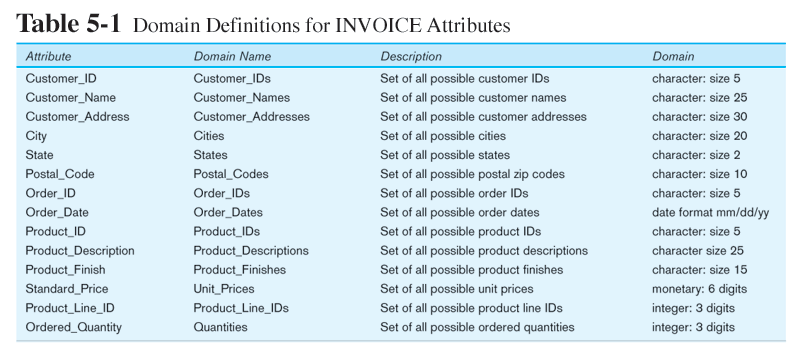 Table 5-1 Domain Definitions for INVOICE Attributes
Attribute Domain Name Description Domain
Customer_ID Customer_IDs Set of all possible customer IDs character: size 5
Customer_Name Customer_Names Set of all possible customer names character: size 25
Customer_Address Customer_Addresses Set of all possible customer addresses character: size 30
City Cities Set of all possible cities character: size 20
State States Set of all possible states character: size 2
Postal_Code Postal_Codes Set of all possible postal zip codes character: size 10
Order_ID Order_IDs Set of all possible order IDs character: size 5
Order_Date Order_Dates Set of all possible order dates date format mm/dd/yy
Product_ID Product_IDs Set of all possible product IDs character: size 5
Product_Description Product_Descriptions Set of all possible product descriptions character size 25
Product_Finish Product_Finishes Set of all possible product finishes character: size 15
Standard_Price Unit_Prices Set of all possible unit prices monetary: 6 digits
Product_Line_ID Product_Line_IDs Set of all possible product line IDs integer: 3 digits
Ordered_Quantity Quantities Set of all possible ordered quantities integer: 3 digits